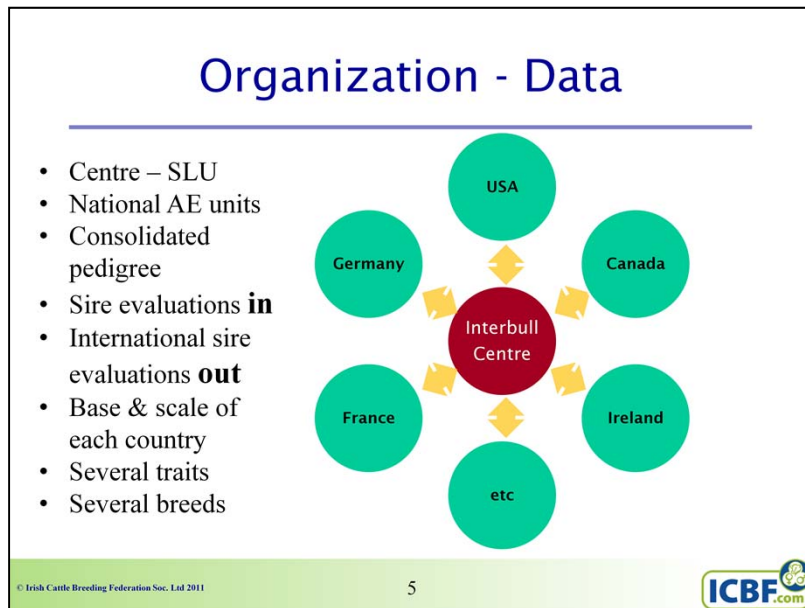 Organization - Data
• Centre – SLU
• National AE units
• Consolidated
pedigree
• Sire evaluations in
• International sire
evaluations out
• Base & scale of
each country
• Several traits
• Several breeds
USA
Germany
Canada
Interbull
Centre
France
Ireland
etc
© Irish Cattle Breeding Federation Soc. Ltd 2011
5
ICBF.com